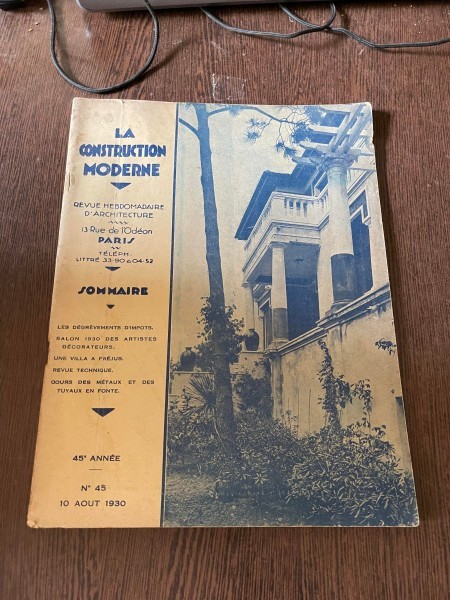 LA
CONSTRUCTION
MODERNE
REVUE HEBDOMADAIRE
D'ARCHITECTURE
13 Rue de l'Odéon
PARIS
TÉLÉPH.
LITTRÉ 33-90 & 04-52
SOMMAIRE
LES DÉGRÈVEMENTS D'IMPOTS.
SALON 1930 DES ARTISTES
DÉCORATEURS.
UNE VILLA A FRÉJUS.
REVUE TECHNIQUE.
COURS DES MÉTAUX ET DES
TUYAUX EN FONTE.
45e ANNÉE
N° 45
10 AOUT 1930